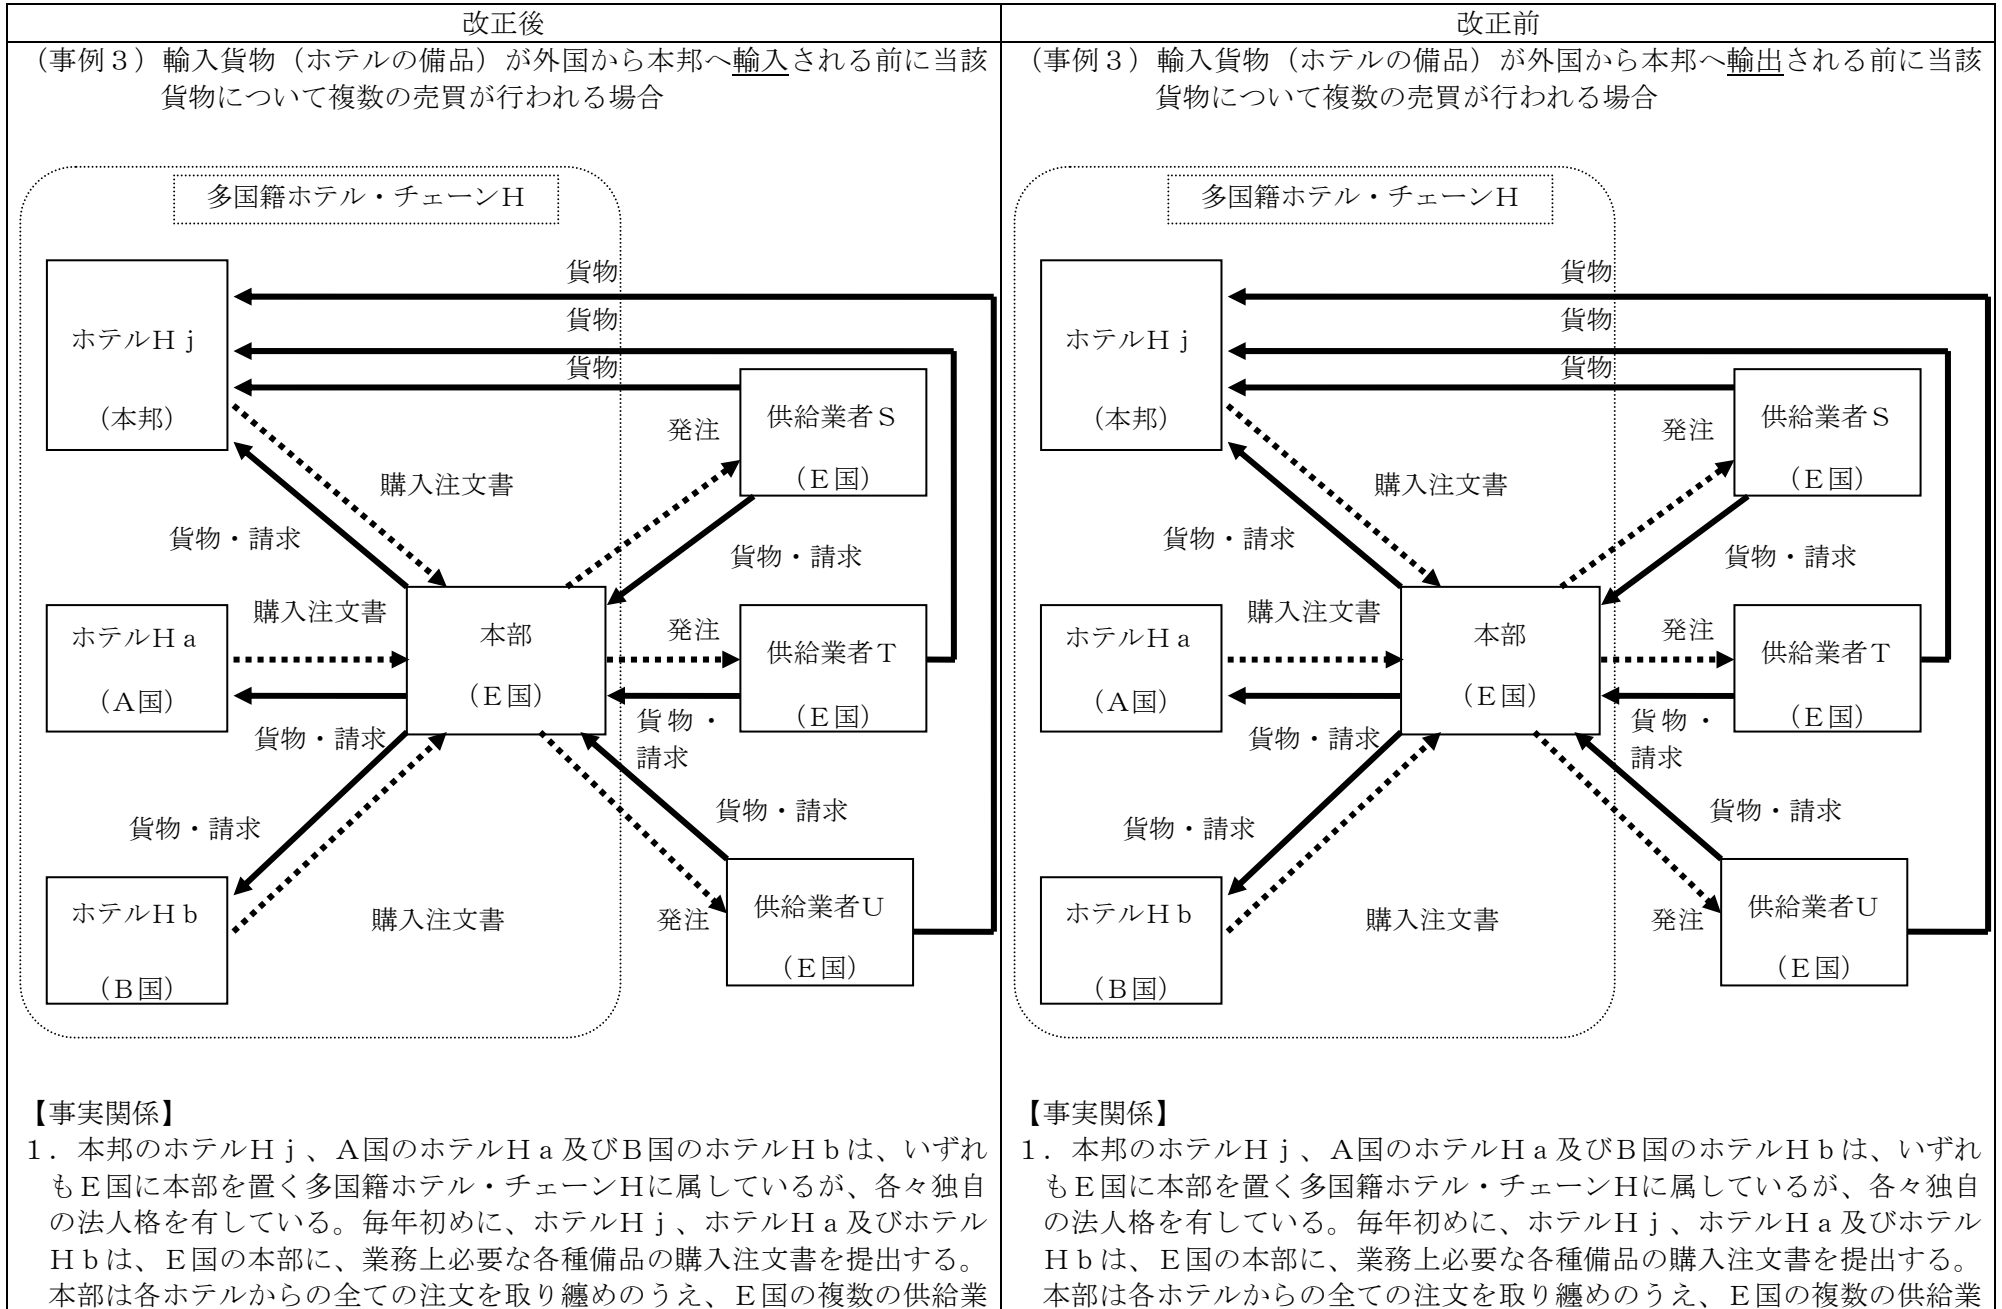 改正後
（事例３）輸入貨物（ホテルの備品）が外国から本邦へ輸入される前に当該
貨物について複数の売買が行われる場合
多国籍ホテル・チェーンＨ
貨物
貨物
貨物
ホテルＨｊ
（本邦）
供給業者Ｓ
（Ｅ国）
発注
購入注文書
貨物・請求
貨物・請求
購入注文書
ホテルＨａ
（Ａ国）
本部
（Ｅ国）
発注
供給業者Ｔ
（Ｅ国）
貨物・請求
貨物・
請求
貨物・請求
貨物・請求
ホテルＨｂ
（Ｂ国）
購入注文書
発注
供給業者Ｕ
（Ｅ国）
【事実関係】
１．本邦のホテルＨｊ、Ａ国のホテルＨａ及びＢ国のホテルＨｂは、いずれ
もＥ国に本部を置く多国籍ホテル・チェーンＨに属しているが、各々独自
の法人格を有している。毎年初めに、ホテルＨｊ、ホテルＨａ及びホテル
Ｈｂは、Ｅ国の本部に、業務上必要な各種備品の購入注文書を提出する。
本部は各ホテルからの全ての注文を取り纏めのうえ、Ｅ国の複数の供給業
改正前
（事例３）輸入貨物（ホテルの備品）が外国から本邦へ輸出される前に当該
貨物について複数の売買が行われる場合
多国籍ホテル・チェーンＨ
貨物
貨物
貨物
ホテルＨｊ
（本邦）
供給業者Ｓ
（Ｅ国）
発注
購入注文書
貨物・請求
貨物・請求
購入注文書
ホテルＨａ
（Ａ国）
本部
（Ｅ国）
発注
供給業者Ｔ
（Ｅ国）
貨物・請求
貨物・
請求
貨物・請求
貨物・請求
ホテルＨｂ
（Ｂ国）
購入注文書
発注
供給業者Ｕ
（Ｅ国）
【事実関係】
１．本邦のホテルＨｊ、Ａ国のホテルＨａ及びＢ国のホテルＨｂは、いずれ
もＥ国に本部を置く多国籍ホテル・チェーンＨに属しているが、各々独自
の法人格を有している。毎年初めに、ホテルＨｊ、ホテルＨａ及びホテル
Ｈｂは、Ｅ国の本部に、業務上必要な各種備品の購入注文書を提出する。
本部は各ホテルからの全ての注文を取り纏めのうえ、Ｅ国の複数の供給業